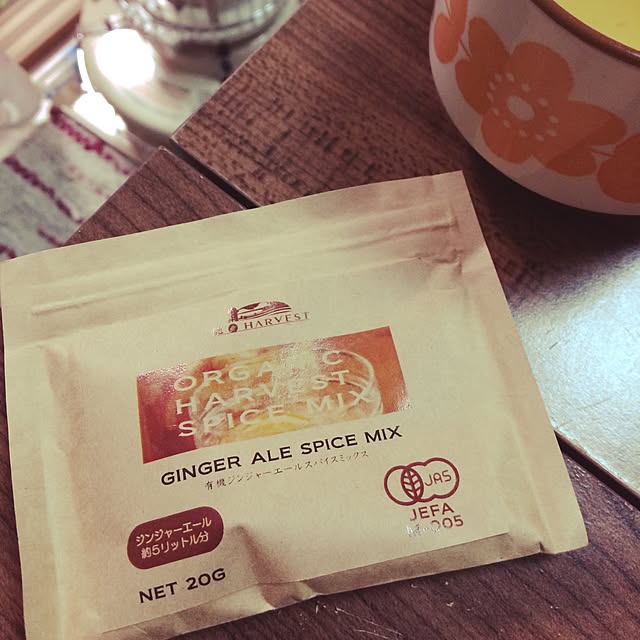 HARVEST
ORGANIC
HARVEST
SPICE MIX
GINGER ALE SPICE MIX
有機ジンジャーエールスパイスミックス
JAS
JEFA
ジンジャーエール
約5リットル分
NET 20G